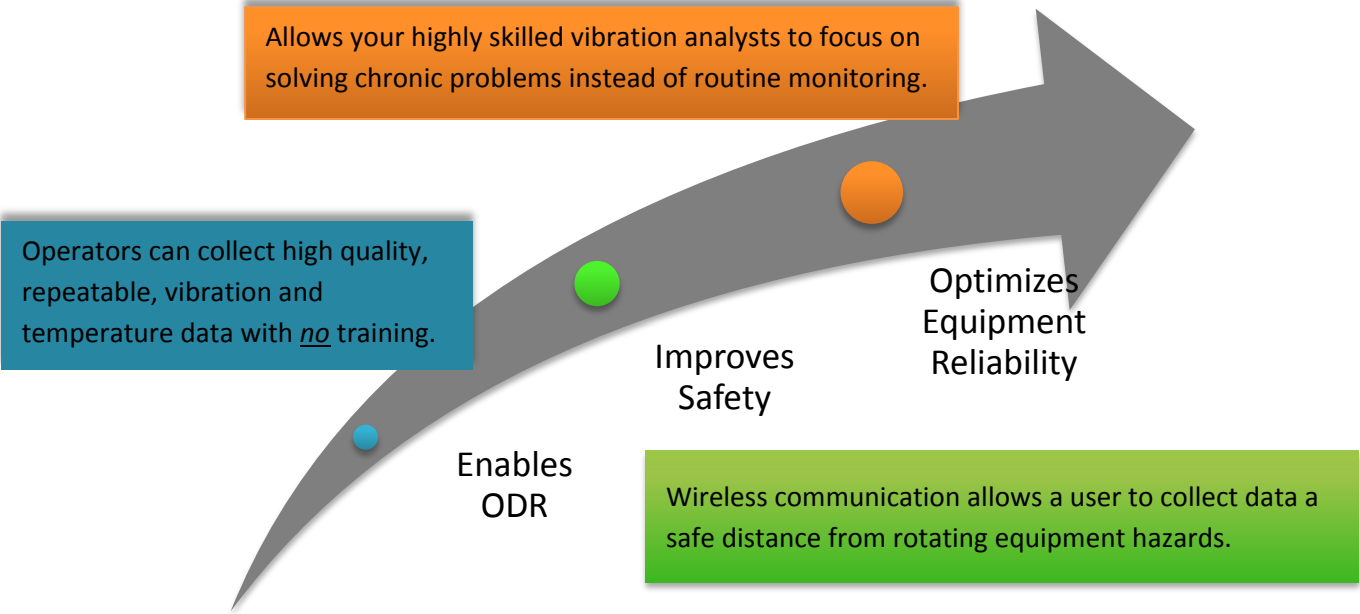 Allows your highly skilled vibration analysts to focus on
solving chronic problems instead of routine monitoring.
Operators can collect high quality,
repeatable, vibration and
temperature data with no training.
Optimizes
Equipment
Reliability
Improves
Safety
Enables
ODR
Wireless communication allows a user to collect data a
safe distance from rotating equipment hazards.